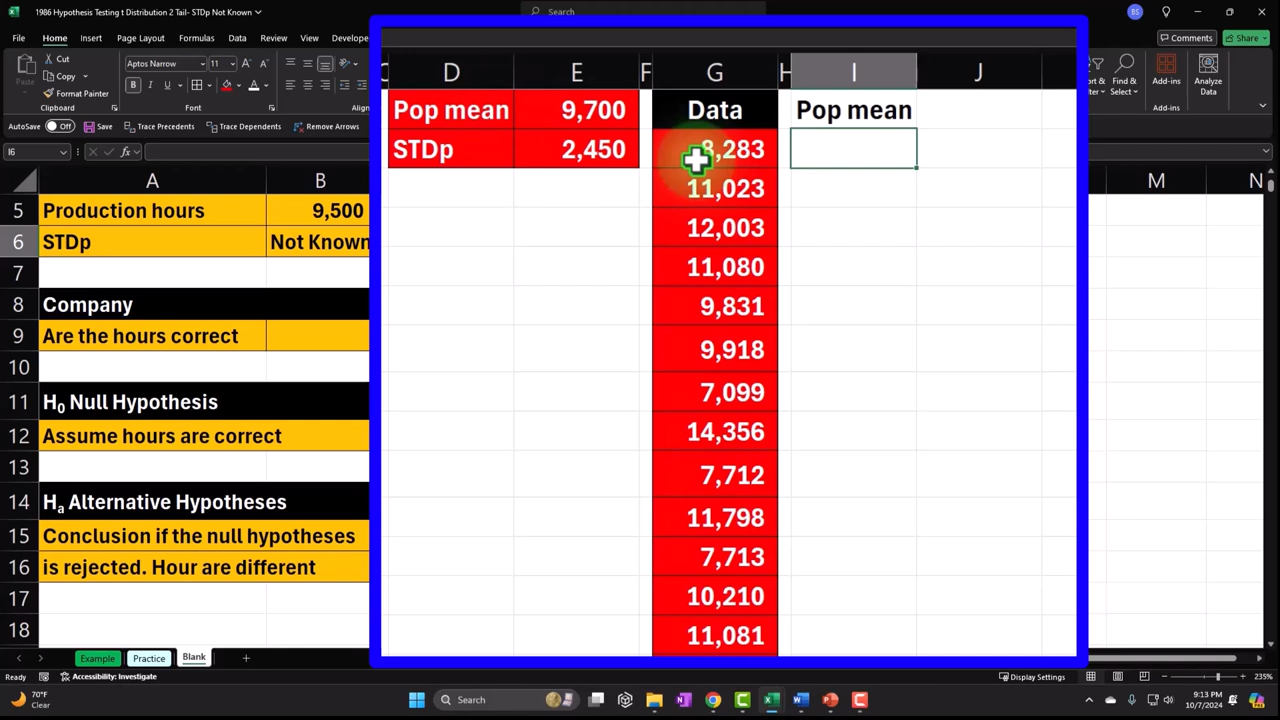 1986 Hypothesis Testing t Distribution 2 Tail- STDp Not Known
Search
BS
File Home Insert Page Layout Formulas Data Review View Develope
Comments Share
Cut
Copy
Format Painter
Paste
Clipboard
Aptos Narrow 11
B I U
Font
Sort & Filter
Find & Select
Add-ins
Add-ins
Analyze Data
AutoSave Off Save Trace Precedents Trace Dependents Remove Arrows
I6 fx
A B M N
5 Production hours 9,500
6 STDp Not Known
7
8 Company
9 Are the hours correct
10
11 H0 Null Hypothesis
12 Assume hours are correct
13
14 Ha Alternative Hypotheses
15 Conclusion if the null hypotheses
16 is rejected. Hour are different
17
18
C D E F G H I J
Pop mean 9,700 Data Pop mean
STDp 2,450 8,283
11,023
12,003
11,080
9,831
9,918
7,099
14,356
7,712
11,798
7,713
10,210
11,081
Example Practice Blank
Ready Accessibility: Investigate Display Settings 235%
70°F
Clear
Search
9:13 PM
10/7/2024